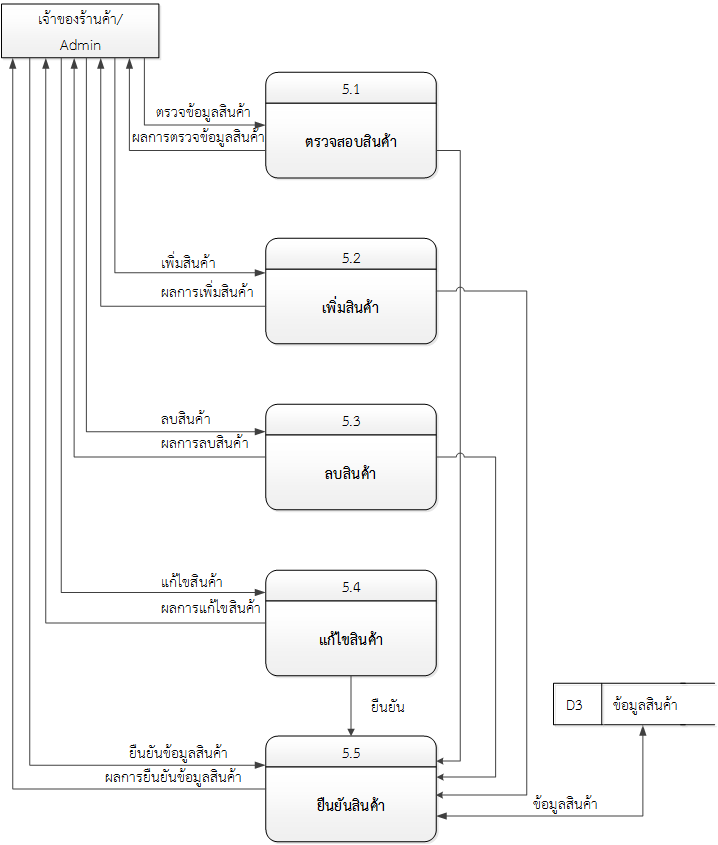 เจ้าของร้านค้า/
Admin
5.1
ตรวจข้อมูลสินค้า
ผลการตรวจข้อมูลสินค้า
ตรวจสอบสินค้า
5.2
เพิ่มสินค้า
ผลการเพิ่มสินค้า
เพิ่มสินค้า
5.3
ลบสินค้า
ผลการลบสินค้า
ลบสินค้า
5.4
แก้ไขสินค้า
ผลการแก้ไขสินค้า
แก้ไขสินค้า
ยืนยัน
D3 ข้อมูลสินค้า
5.5
ยืนยันข้อมูลสินค้า
ผลการยืนยันข้อมูลสินค้า
ยืนยันสินค้า
ข้อมูลสินค้า